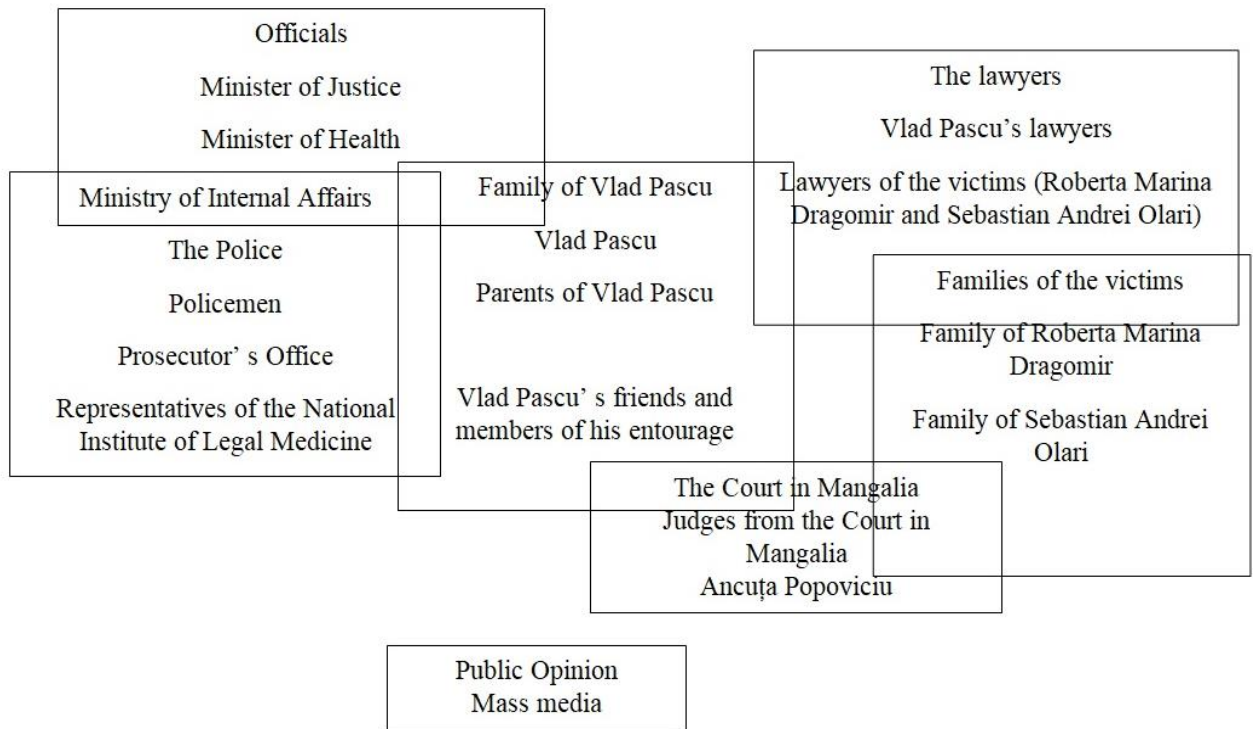 Officials
Minister of Justice
Minister of Health
Ministry of Internal Affairs
The Police
Policemen
Prosecutor’ s Office
Representatives of the National
Institute of Legal Medicine
Family of Vlad Pascu
Vlad Pascu
Parents of Vlad Pascu
Vlad Pascu’ s friends and
members of his entourage
The lawyers
Vlad Pascu’s lawyers
Lawyers of the victims (Roberta Marina
Dragomir and Sebastian Andrei Olari)
Families of the victims
Family of Roberta Marina
Dragomir
Family of Sebastian Andrei
Olari
The Court in Mangalia
Judges from the Court in
Mangalia
Ancuța Popoviciu
Public Opinion
Mass media